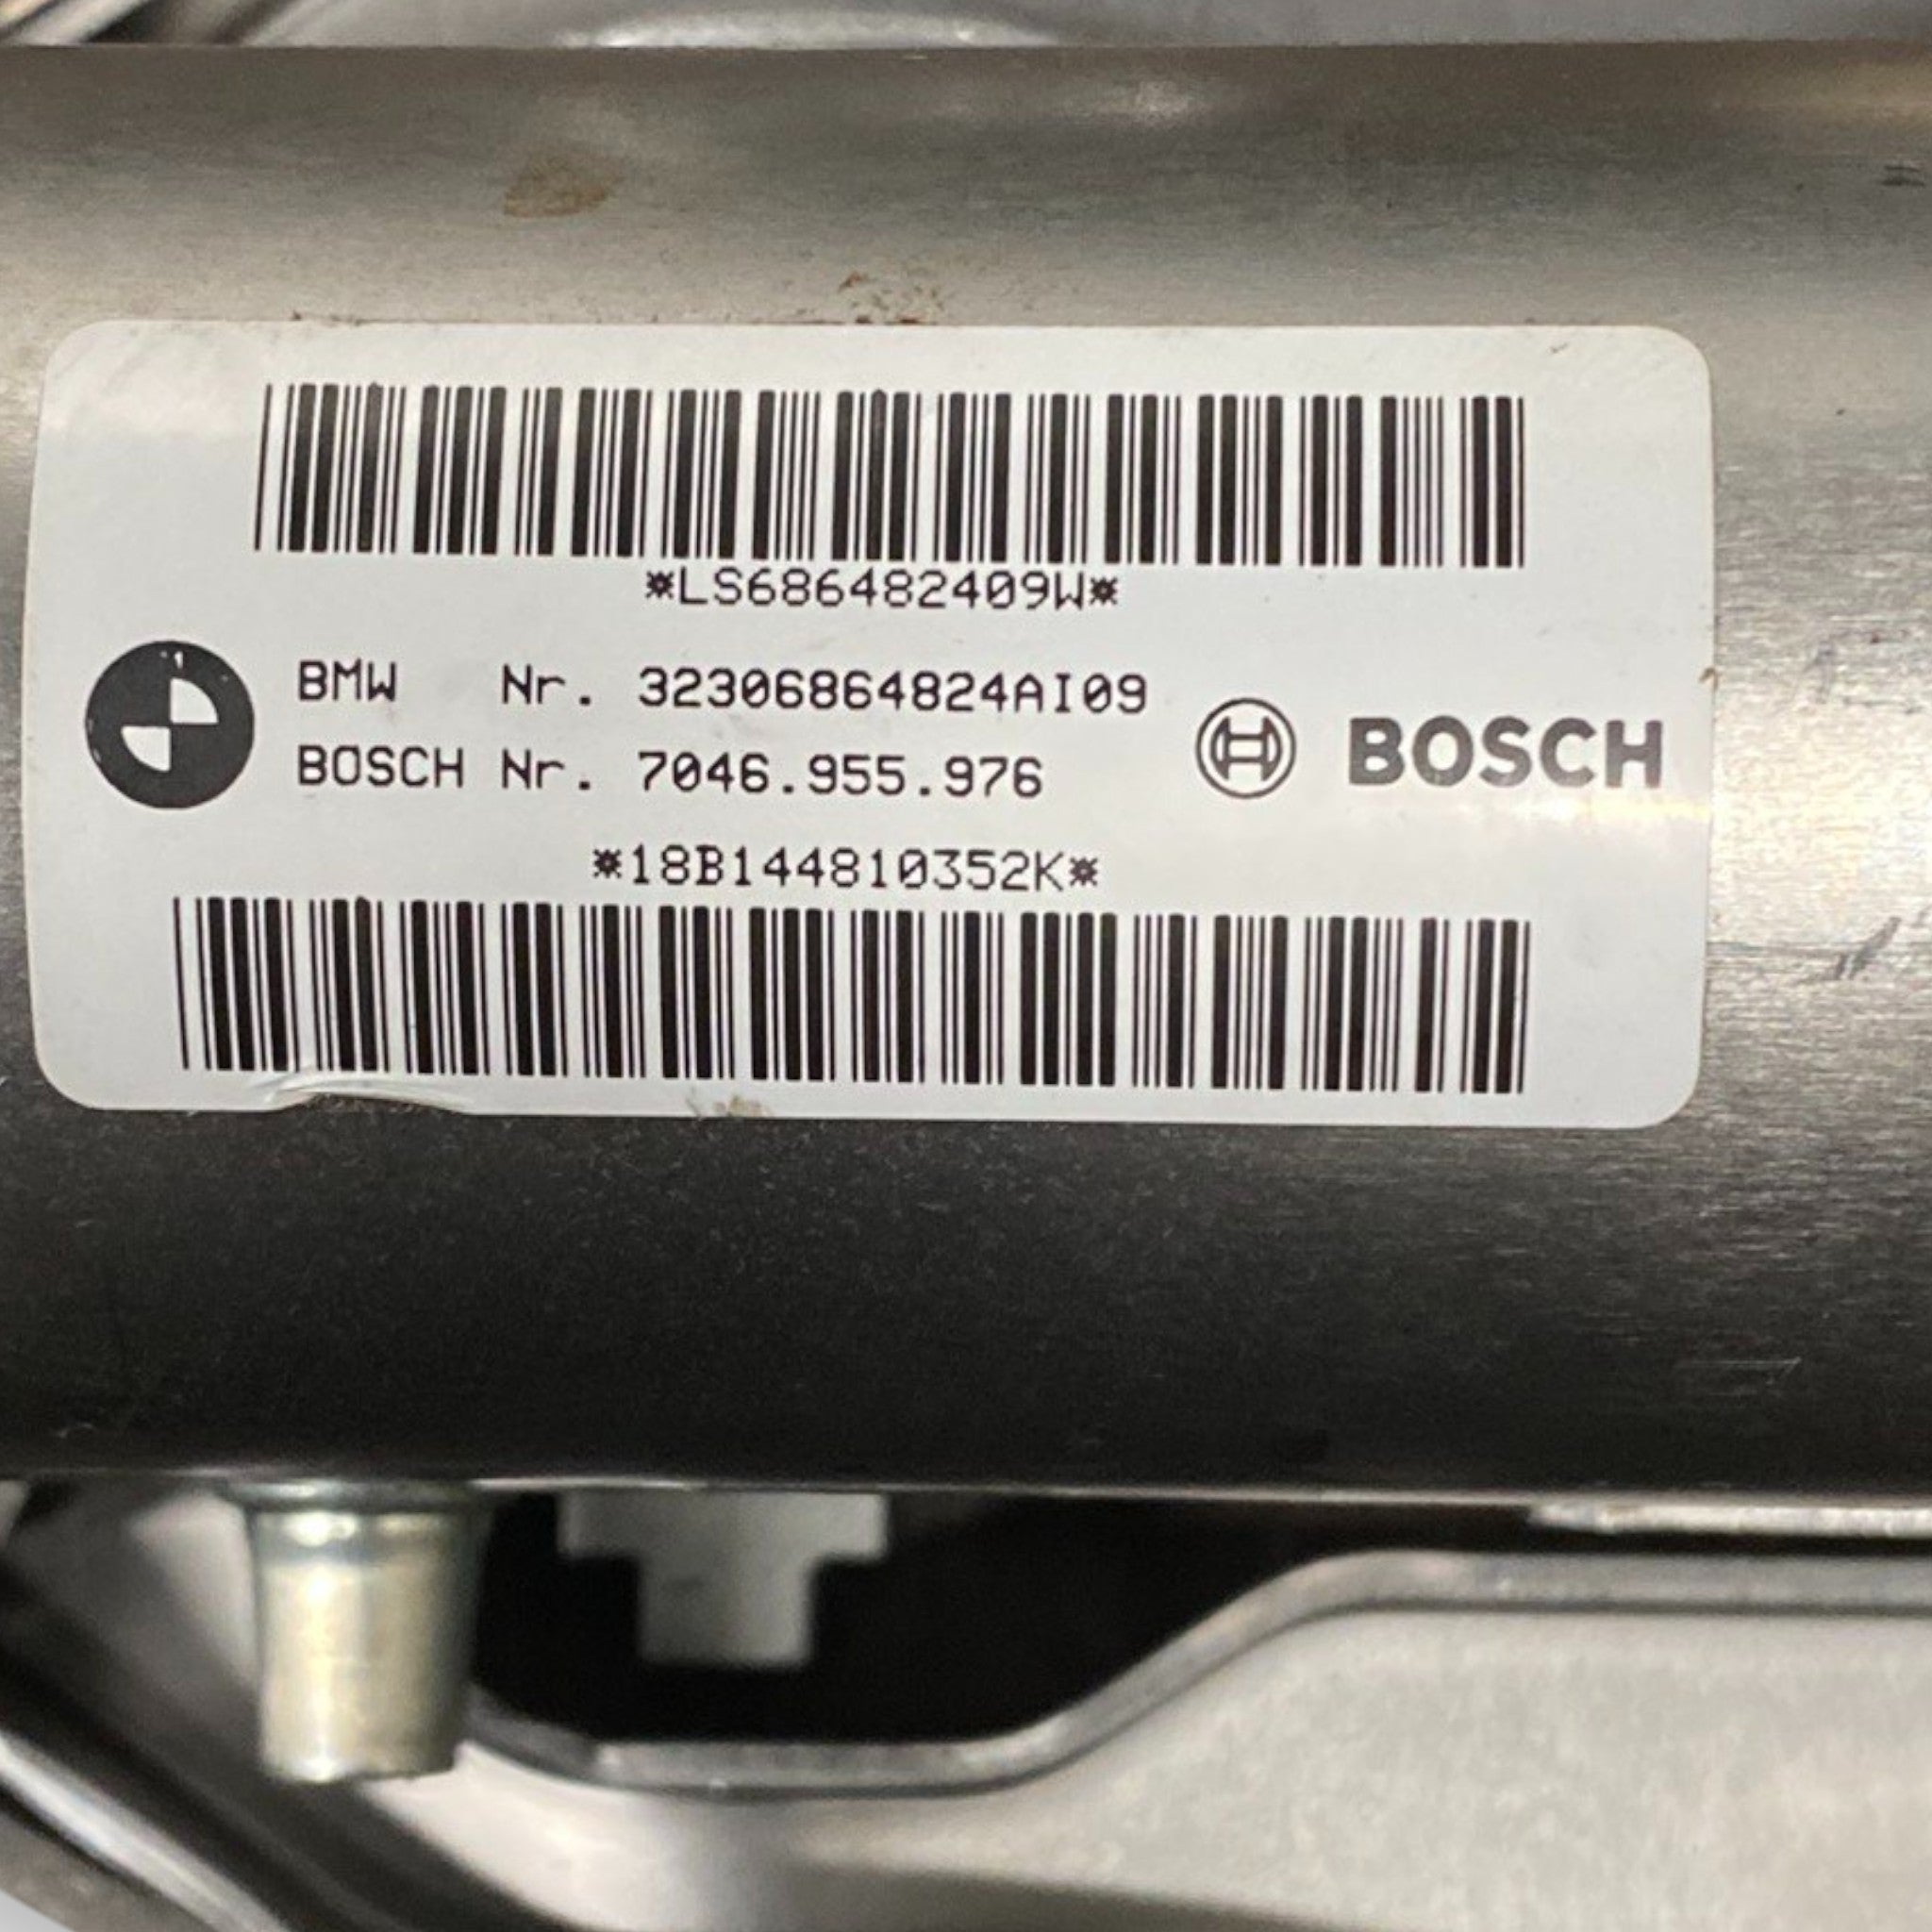 *LS686482409W*
BMW Nr. 32306864824AI09
BOSCH Nr. 7046.955.976
BOSCH
*18B144810352K*